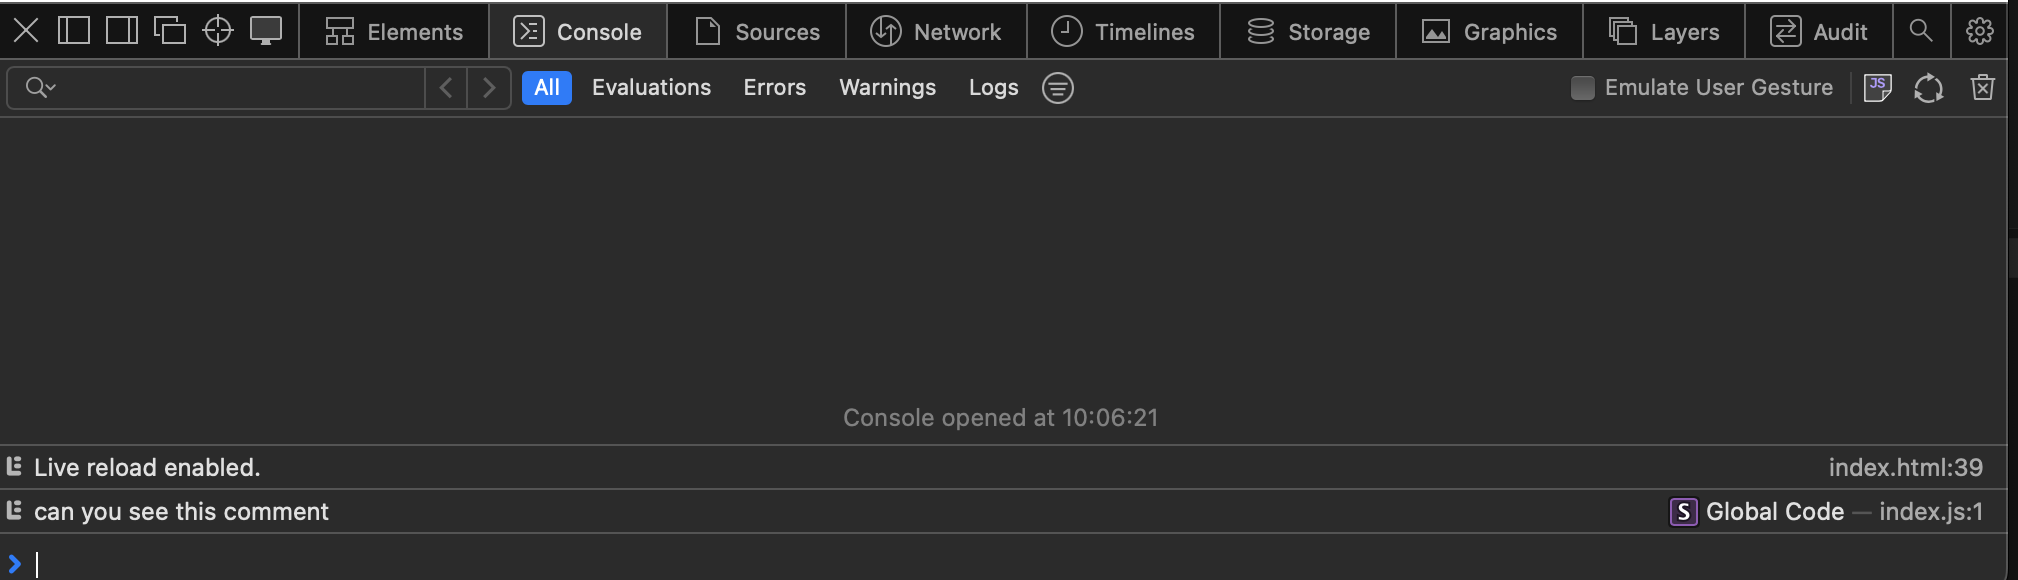 Elements Console Sources Network Timelines Storage Graphics Layers Audit
All Evaluations Errors Warnings Logs Emulate User Gesture JS
Console opened at 10:06:21
Live reload enabled. index.html:39
can you see this comment S Global Code — index.js:1